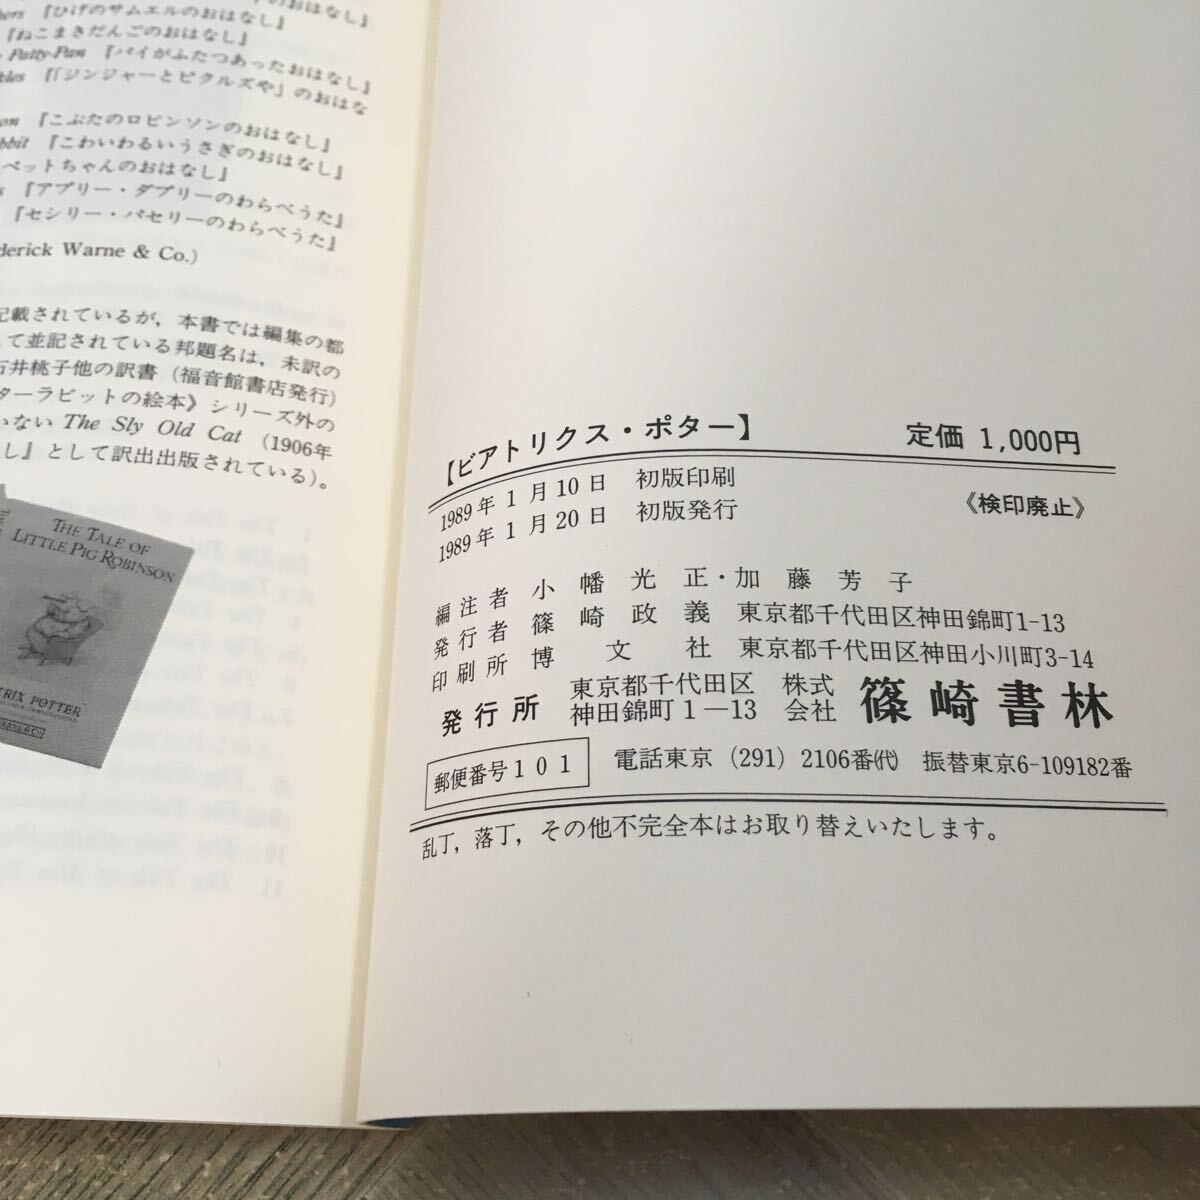 『ひげのサムエルのおはなし』
『ねこまきだんごのおはなし』
Patty-Pan 『パイがふたつあったおはなし』
『「ジンジャーとピクルズや」のおはな
『こぶたのロビンソンのおはなし』
『こわいわるいうさぎのおはなし』
ペットちゃんのおはなし』
『アプリー・ダプリーのわらべうた』
『セシリー・パセリーのわらべうた』
derick Warne & Co.)
記載されているが，本書では編集の都
て並記されている邦題名は，未訳の
石井桃子他の訳書（福音館書店発行）
ターラビットの絵本》シリーズ外の
いない The Sly Old Cat (1906年
し』として訳出出版されている)。
THE TALE OF
LITTLE PIG ROBINSON
TRIX POTTER
【ビアトリクス・ポター】 定価 1,000円
1989年1月10日 初版印刷
1989年1月20日 初版発行 《検印廃止》
編注者 小幡光正・加藤芳子
発行者 篠崎政義 東京都千代田区神田錦町1-13
印刷所 博文社 東京都千代田区神田小川町3-14
発行所 東京都千代田区神田錦町1―13 株式会社 篠崎書林
郵便番号101 電話東京 (291) 2106番(代) 振替東京6-109182番
乱丁，落丁，その他不完全本はお取り替えいたします。